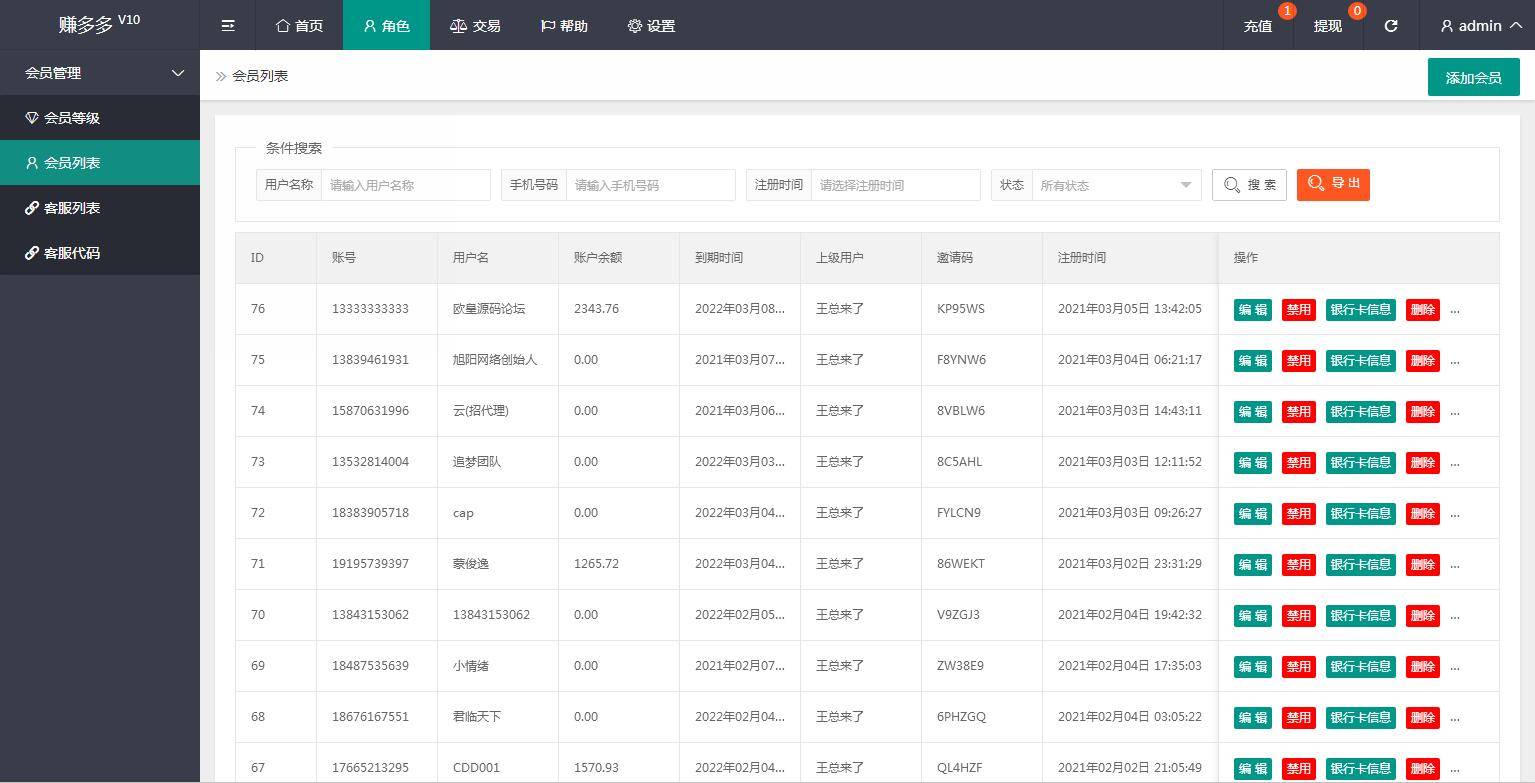 赚多多 V10
首页 角色 交易 帮助 设置 充值 1 提现 0 admin
会员管理
会员等级
会员列表
客服列表
客服代码
会员列表 添加会员
条件搜索
用户名称 请输入用户名称 手机号码 请输入手机号码 注册时间 请选择注册时间 状态 所有状态 搜 索 导 出
ID 账号 用户名 账户余额 到期时间 上级用户 邀请码 注册时间 操作
76 13333333333 欧皇源码论坛 2343.76 2022年03月08... 王总来了 KP95WS 2021年03月05日 13:42:05 编 辑 禁用 银行卡信息 删除 ...
75 13839461931 旭阳网络创始人 0.00 2021年03月07... 王总来了 F8YNW6 2021年03月04日 06:21:17 编 辑 禁用 银行卡信息 删除 ...
74 15870631996 云(招代理) 0.00 2021年03月06... 王总来了 8VBLW6 2021年03月03日 14:43:11 编 辑 禁用 银行卡信息 删除 ...
73 13532814004 追梦团队 0.00 2022年03月03... 王总来了 8C5AHL 2021年03月03日 12:11:52 编 辑 禁用 银行卡信息 删除 ...
72 18383905718 cap 0.00 2022年03月04... 王总来了 FYLCN9 2021年03月03日 09:26:27 编 辑 禁用 银行卡信息 删除 ...
71 19195739397 蒙俊逸 1265.72 2022年03月04... 王总来了 86WEKT 2021年03月02日 23:31:29 编 辑 禁用 银行卡信息 删除 ...
70 13843153062 13843153062 0.00 2022年02月05... 王总来了 V9ZGJ3 2021年02月04日 19:42:32 编 辑 禁用 银行卡信息 删除 ...
69 18487535639 小情绪 0.00 2021年02月07... 王总来了 ZW38E9 2021年02月04日 17:35:03 编 辑 禁用 银行卡信息 删除 ...
68 18676167551 君临天下 0.00 2022年02月04... 王总来了 6PHZGQ 2021年02月04日 03:05:22 编 辑 禁用 银行卡信息 删除 ...
67 17665213295 CDD001 1570.93 2022年02月04... 王总来了 QL4HZF 2021年02月02日 21:05:49 编 辑 禁用 银行卡信息 删除 ...